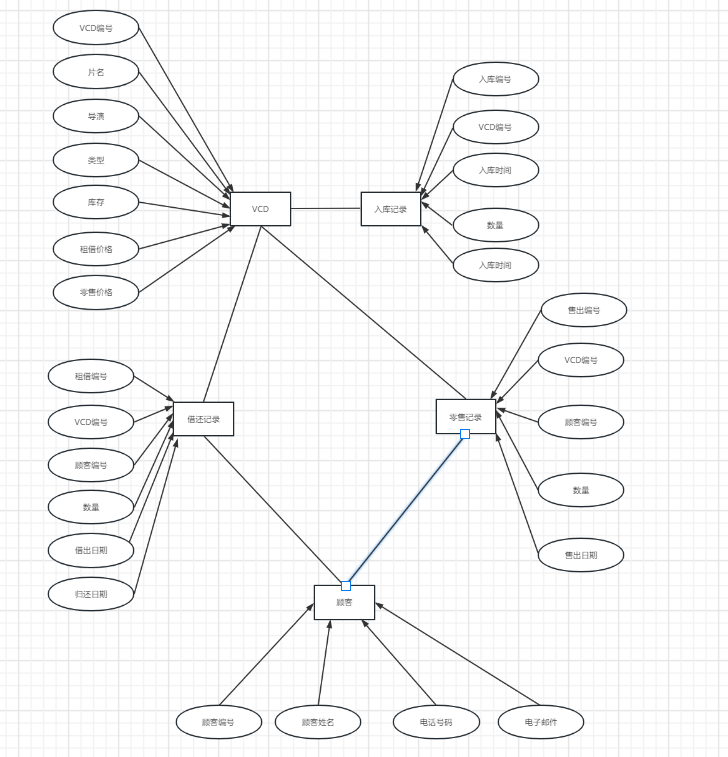 VCD编号
片名
导演
类型
库存
租借价格
零售价格
VCD
入库记录
入库编号
VCD编号
入库时间
数量
入库时间
售出编号
VCD编号
顾客编号
数量
售出日期
零售记录
租借编号
VCD编号
顾客编号
数量
借出日期
归还日期
借还记录
顾客
顾客编号
顾客姓名
电话号码
电子邮件